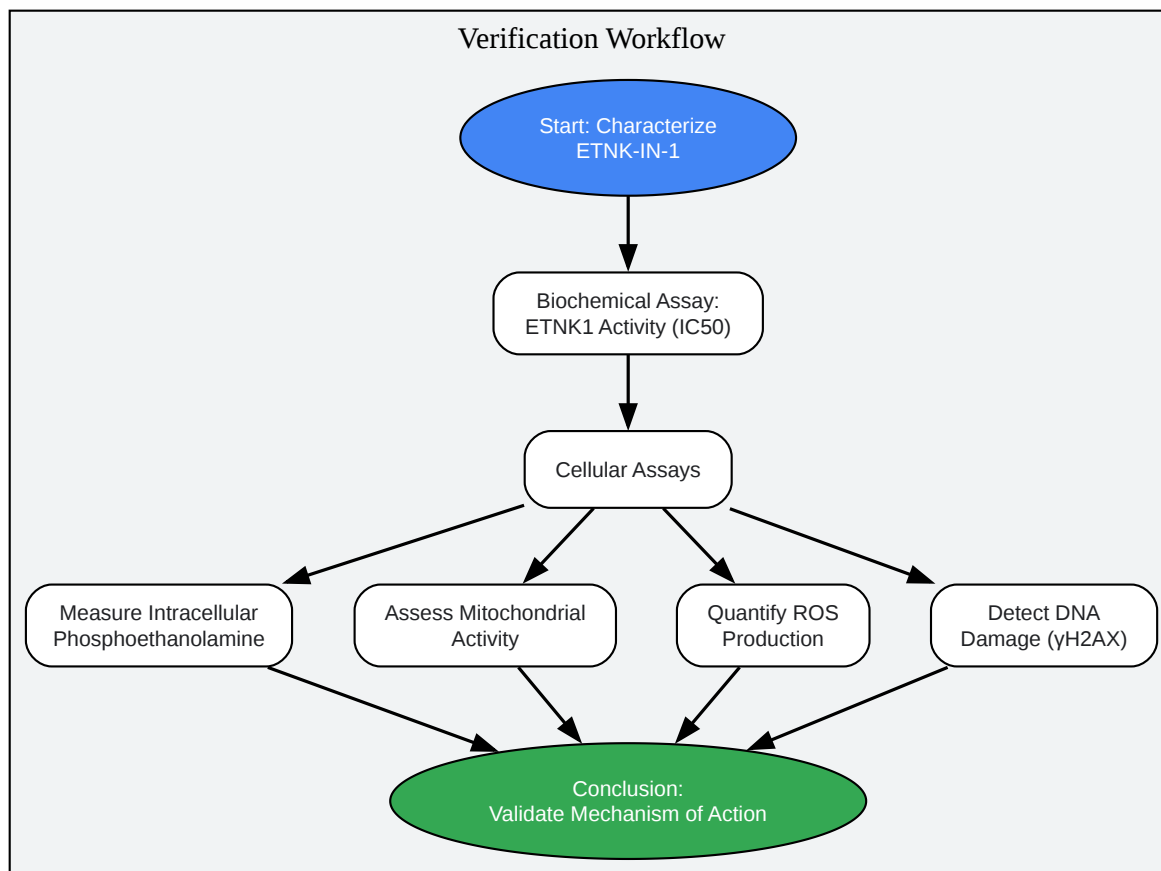 Verification Workflow
Start: Characterize
ETNK-IN-1
Biochemical Assay:
ETNK1 Activity (IC50)
Cellular Assays
Measure Intracellular
Phosphoethanolamine
Assess Mitochondrial
Activity
Quantify ROS
Production
Detect DNA
Damage (γH2AX)
Conclusion:
Validate Mechanism of Action